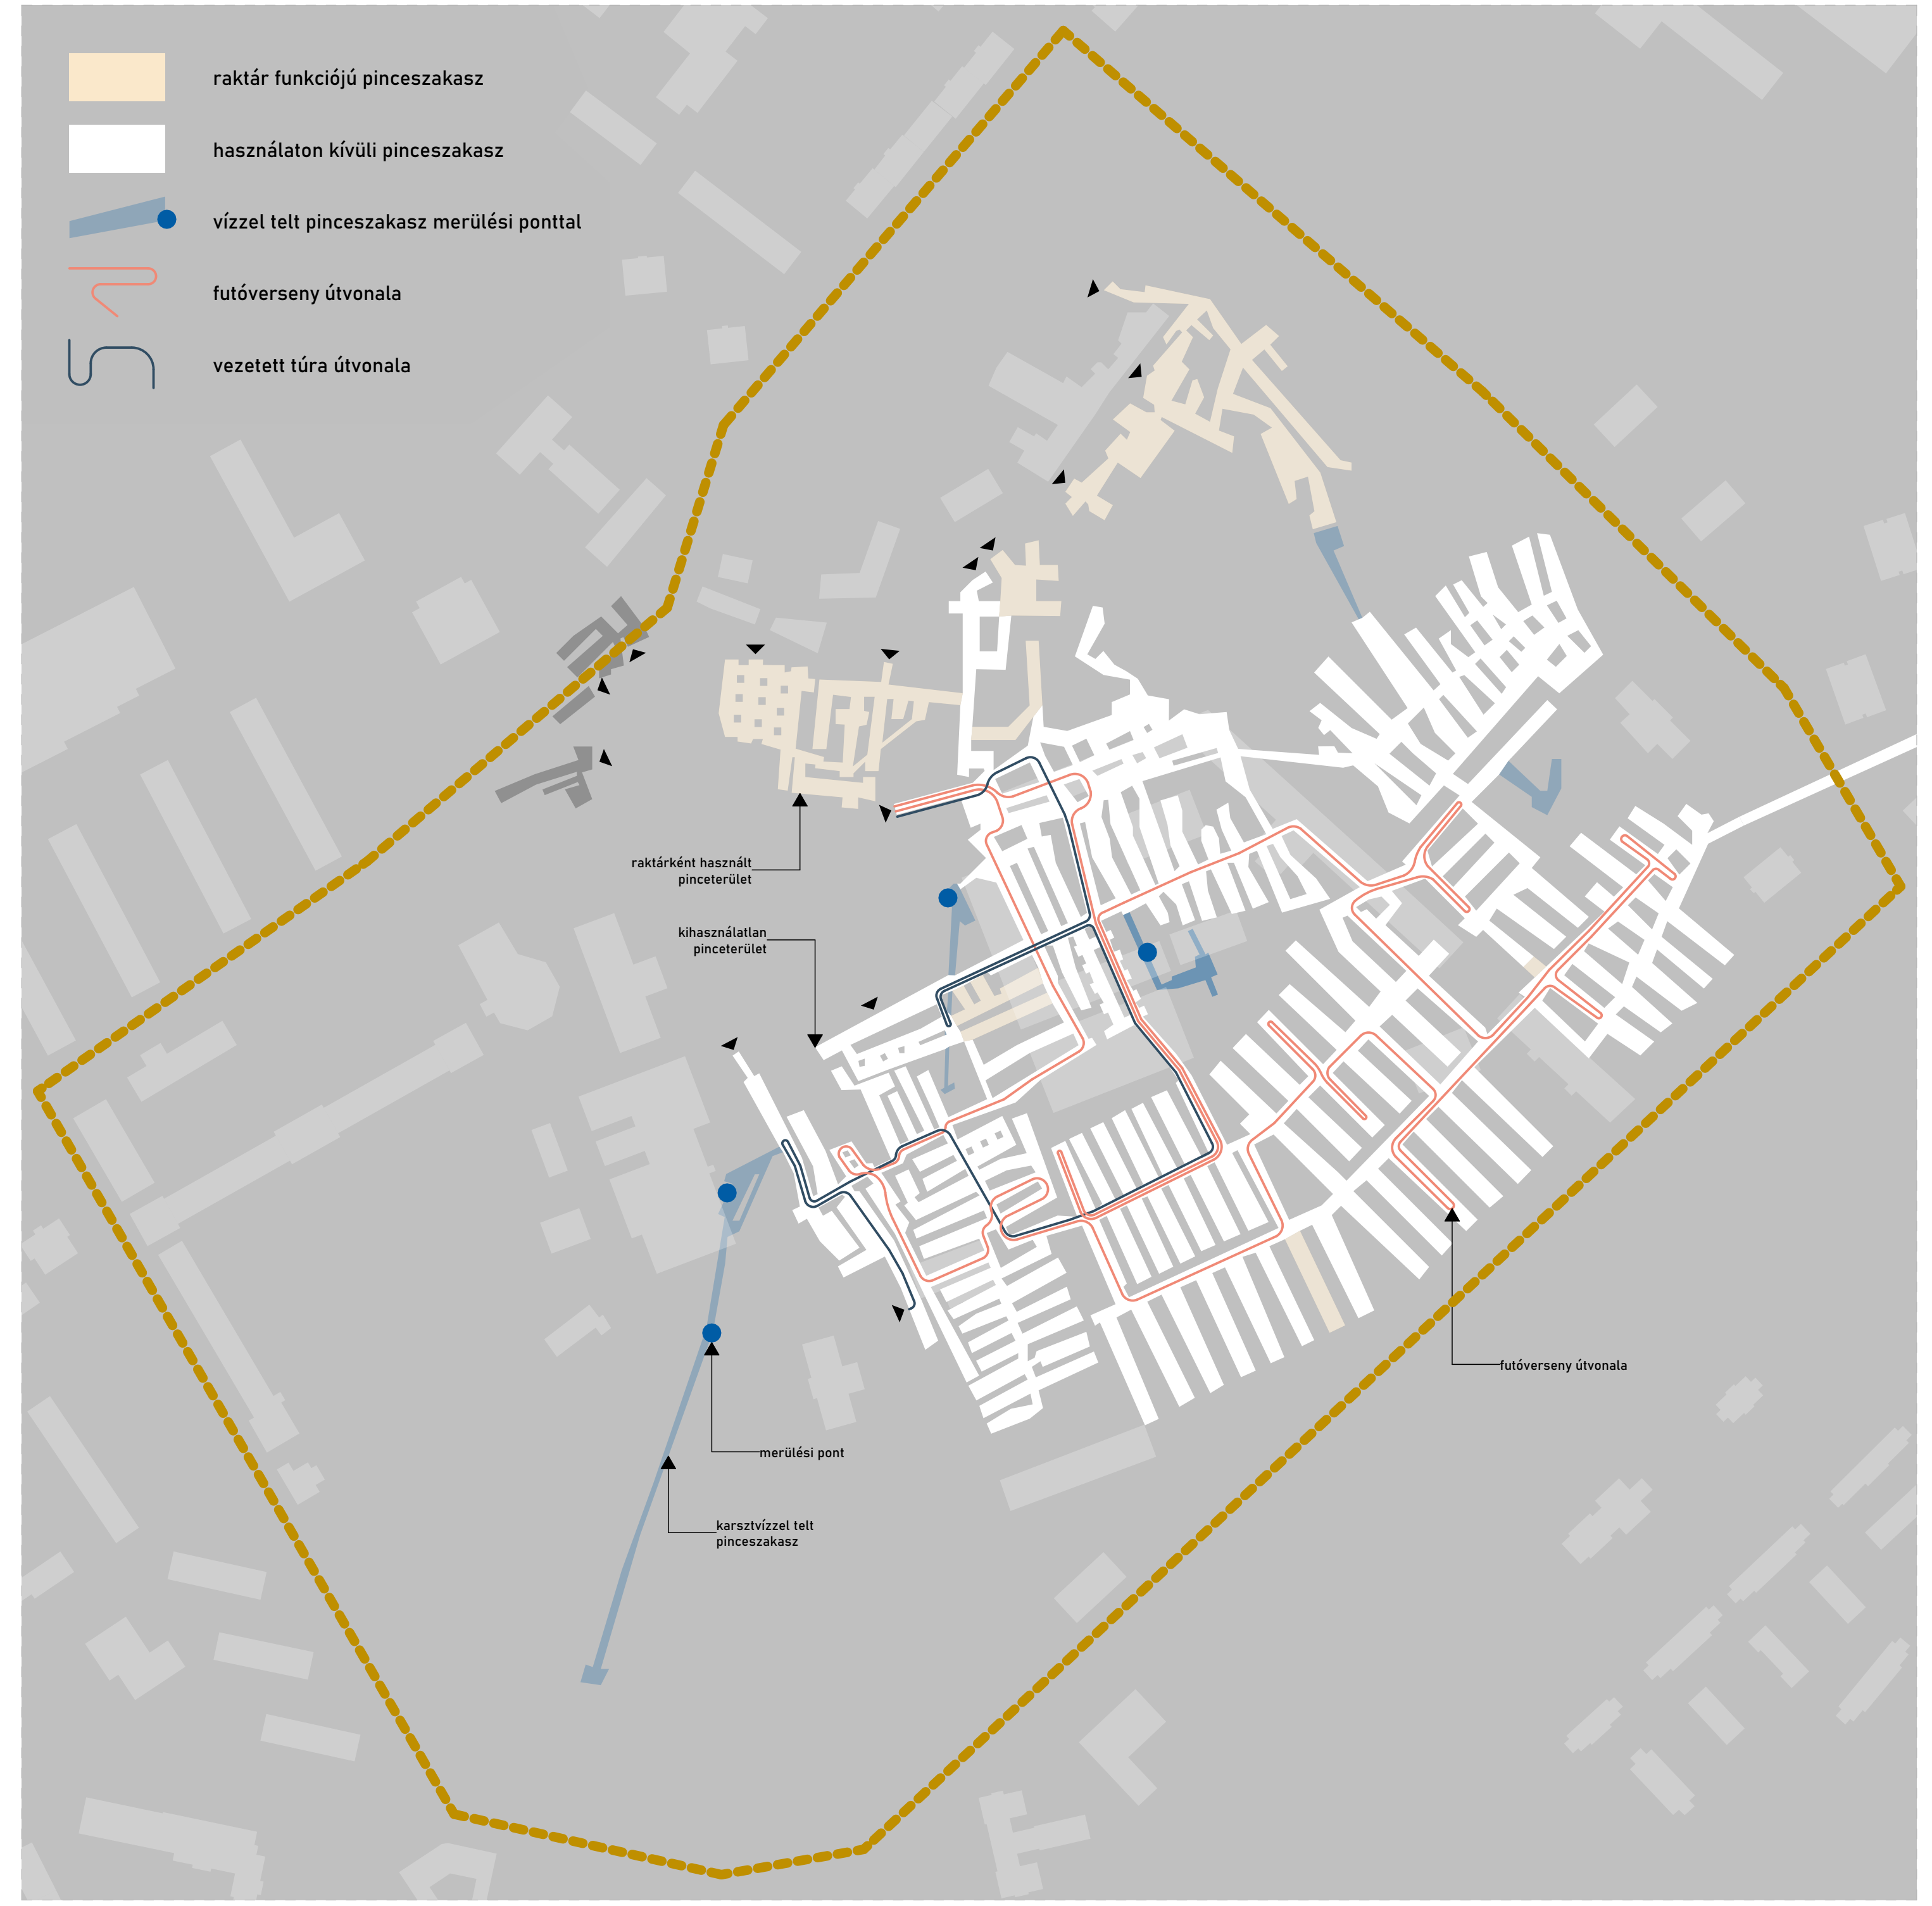 raktár funkciójú pinceszakasz
használaton kívüli pinceszakasz
vízzel telt pinceszakasz merülési ponttal
futóverseny útvonala
vezetett túra útvonala
raktárként használt
pinceterület
kihasználatlan
pinceterület
futóverseny útvonala
merülési pont
karsztvízzel telt
pinceszakasz